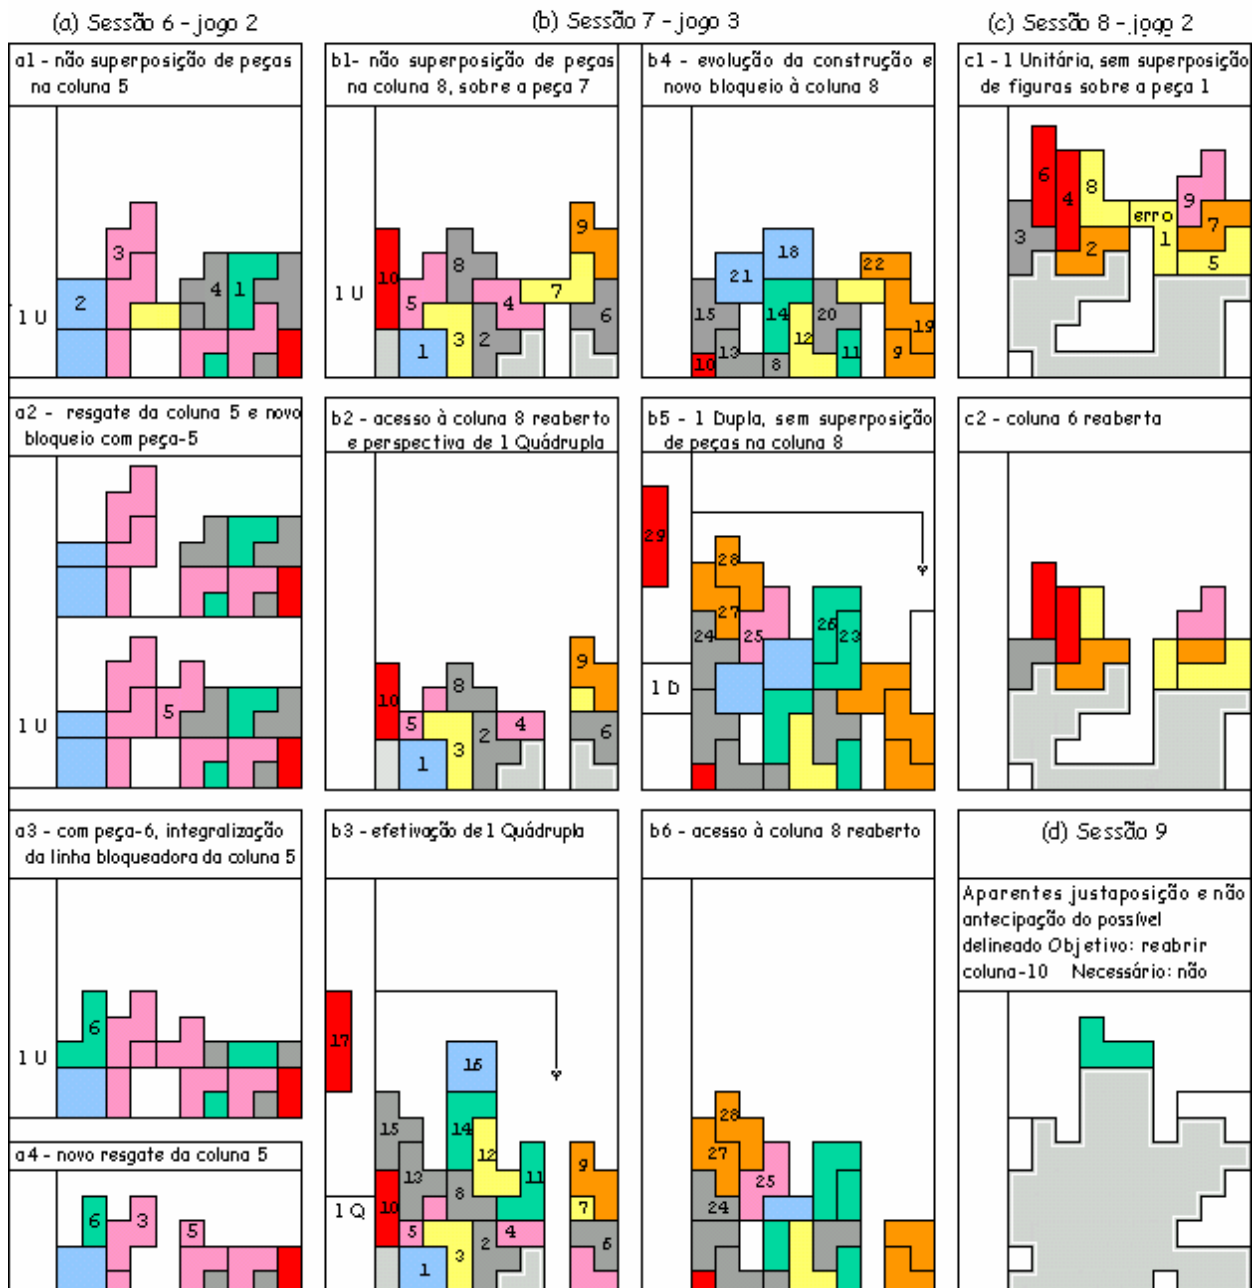 (a) Sessão 6 - jogo 2
(b) Sessão 7 - jogo 3
(c) Sessão 8 - jogo 2
a1 - não superposição de peças
na coluna 5
3
4
1
2
1 U
b1- não superposição de peças
na coluna 8, sobre a peça 7
9
8
10
7
1 U
5
4
6
3
2
1
b4 - evolução da construção e
novo bloqueio à coluna 8
18
21
22
15
14
20
19
12
13
11
9
10
8
c1 - 1 Unitária, sem superposição
de figuras sobre a peça 1
6
8
4
9
erro
7
3
1
2
5
a2 - resgate da coluna 5 e novo
bloqueio com peça-5
5
1 U
b2 - acesso à coluna 8 reaberto
e perspectiva de 1 Quádrupla
9
8
10
5
4
6
2
3
1
b5 - 1 Dupla, sem superposição
de peças na coluna 8
29
28
27
26
24
25
23
1 D
c2 - coluna 6 reaberta
a3 - com peça-6, integralização
da linha bloqueadora da coluna 5
6
1 U
a4 - novo resgate da coluna 5
6
3
5
b3 - efetivação de 1 Quádrupla
17
16
15
14
12
9
13
11
8
1 Q
10
7
5
4
2
6
3
1
b6 - acesso à coluna 8 reaberto
28
27
25
24
(d) Sessão 9
Aparentes justaposição e não
antecipação do possível
delineado Objetivo: reabrir
coluna-10 Necessário: não